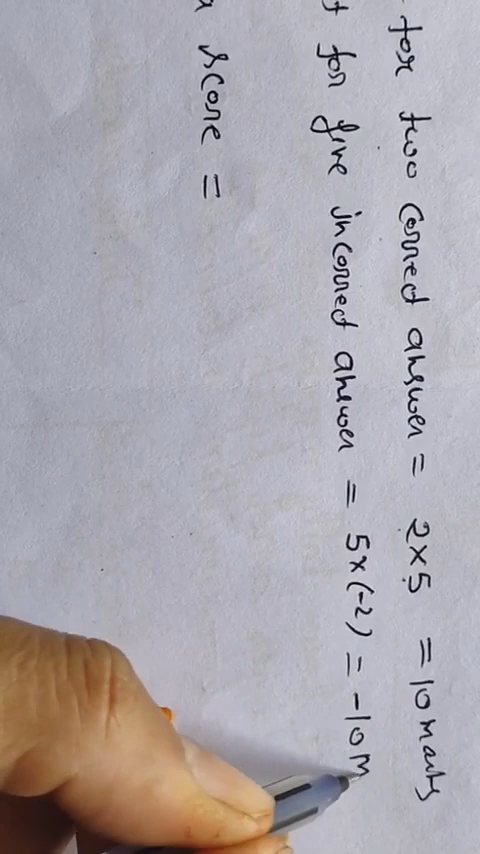 for two correct answer = 2×5 = 10 marks
for five incorrect answer = 5×(-2) = -10 M
score =